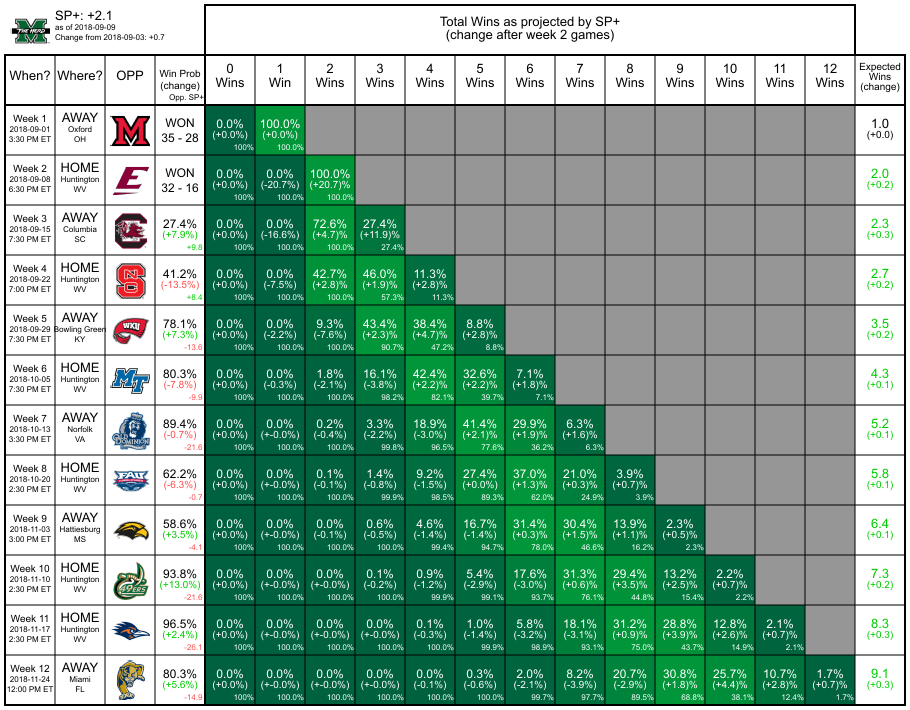 SP+: +2.1
as of 2018-09-09
Change from 2018-09-03: +0.7
THE HERD
Total Wins as projected by SP+
(change after week 2 games)
When? Where? OPP Win Prob (change) Opp. SP+ 0 Wins 1 Win 2 Wins 3 Wins 4 Wins 5 Wins 6 Wins 7 Wins 8 Wins 9 Wins 10 Wins 11 Wins 12 Wins Expected Wins (change)
Week 1 AWAY WON 0.0% 100.0% 1.0
2018-09-01 Oxford 35 - 28 (+0.0%) (+0.0%) (+0.0)
3:30 PM ET OH 100% 100.0%
Week 2 HOME WON 0.0% 0.0% 100.0% 2.0
2018-09-08 Huntington 32 - 16 (+0.0%) (-20.7%) (+20.7)% (+0.2)
6:30 PM ET WV 100% 100.0% 100.0%
Week 3 AWAY 27.4% 0.0% 0.0% 72.6% 27.4% 2.3
2018-09-15 Columbia (+7.9%) (+0.0%) (-16.6%) (+4.7)% (+11.9)% (+0.3)
7:30 PM ET SC +9.8 100% 100.0% 100.0% 27.4%
Week 4 HOME 41.2% 0.0% 0.0% 42.7% 46.0% 11.3% 2.7
2018-09-22 Huntington (-13.5%) (+0.0%) (-7.5%) (+2.8)% (+1.9)% (+2.8)% (+0.2)
7:00 PM ET WV +8.4 100% 100.0% 100.0% 57.3% 11.3%
Week 5 AWAY WKU 78.1% 0.0% 0.0% 9.3% 43.4% 38.4% 8.8% 3.5
2018-09-29 Bowling Green (+7.3%) (+0.0%) (-2.2%) (-7.6%) (+2.3)% (+4.7)% (+2.8)% (+0.2)
7:30 PM ET KY -13.6 100% 100.0% 100.0% 90.7% 47.2% 8.8%
Week 6 HOME MT 80.3% 0.0% 0.0% 1.8% 16.1% 42.4% 32.6% 7.1% 4.3
2018-10-05 Huntington (-7.8%) (+0.0%) (-0.3%) (-2.1%) (-3.8%) (+2.2)% (+2.2)% (+1.8)% (+0.1)
7:30 PM ET WV -9.9 100% 100.0% 100.0% 98.2% 82.1% 39.7% 7.1%
Week 7 AWAY DOMINION 89.4% 0.0% 0.0% 0.2% 3.3% 18.9% 41.4% 29.9% 6.3% 5.2
2018-10-13 Norfolk (-0.7%) (+0.0%) (+-0.0%) (-0.4%) (-2.2%) (-3.0%) (+2.1)% (+1.9)% (+1.6)% (+0.1)
3:30 PM ET VA -21.6 100% 100.0% 100.0% 99.8% 96.5% 77.6% 36.2% 6.3%
Week 8 HOME FAU 62.2% 0.0% 0.0% 0.1% 1.4% 9.2% 27.4% 37.0% 21.0% 3.9% 5.8
2018-10-20 Huntington (-6.3%) (+0.0%) (+-0.0%) (-0.1%) (-0.8%) (-1.5%) (+0.0)% (+1.3)% (+0.3)% (+0.7)% (+0.1)
2:30 PM ET WV -0.7 100% 100.0% 100.0% 99.9% 98.5% 89.3% 62.0% 24.9% 3.9%
Week 9 AWAY 58.6% 0.0% 0.0% 0.0% 0.6% 4.6% 16.7% 31.4% 30.4% 13.9% 2.3% 6.4
2018-11-03 Hattiesburg (+3.5%) (+0.0%) (+-0.0%) (-0.1%) (-0.5%) (-1.4%) (-1.4%) (+0.3)% (+1.5)% (+1.1)% (+0.5)% (+0.1)
3:00 PM ET MS -4.1 100% 100.0% 100.0% 100.0% 99.4% 94.7% 78.0% 46.6% 16.2% 2.3%
Week 10 HOME 49ERS 93.8% 0.0% 0.0% 0.0% 0.1% 0.9% 5.4% 17.6% 31.3% 29.4% 13.2% 2.2% 7.3
2018-11-10 Huntington (+13.0%) (+0.0%) (+-0.0%) (+-0.0%) (-0.2%) (-1.2%) (-2.9%) (-3.0%) (+0.6)% (+3.5)% (+2.5)% (+0.7)% (+0.2)
2:30 PM ET WV -21.6 100% 100.0% 100.0% 100.0% 99.9% 99.1% 93.7% 76.1% 44.8% 15.4% 2.2%
Week 11 HOME 96.5% 0.0% 0.0% 0.0% 0.0% 0.1% 1.0% 5.8% 18.1% 31.2% 28.8% 12.8% 2.1% 8.3
2018-11-17 Huntington (+2.4%) (+0.0%) (+-0.0%) (+-0.0%) (+-0.0%) (-0.3%) (-1.4%) (-3.2%) (-3.1%) (+0.9)% (+3.9)% (+2.6)% (+0.7)% (+0.3)
2:30 PM ET WV -26.1 100% 100.0% 100.0% 100.0% 100.0% 99.9% 98.9% 93.1% 75.0% 43.7% 14.9% 2.1%
Week 12 AWAY 80.3% 0.0% 0.0% 0.0% 0.0% 0.0% 0.3% 2.0% 8.2% 20.7% 30.8% 25.7% 10.7% 1.7% 9.1
2018-11-24 Miami (+5.6%) (+0.0%) (+-0.0%) (+-0.0%) (+-0.0%) (-0.1%) (-0.6%) (-2.1%) (-3.9%) (-2.9%) (+1.8)% (+4.4)% (+2.8)% (+0.7)% (+0.3)
12:00 PM ET FL -14.9 100% 100.0% 100.0% 100.0% 100.0% 100.0% 99.7% 97.7% 89.5% 68.8% 38.1% 12.4% 1.7%